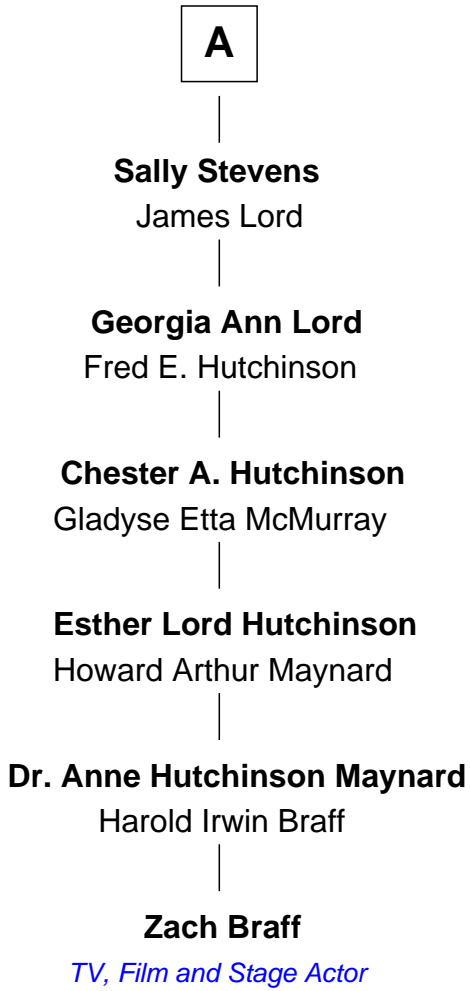 A
Sally Stevens
James Lord
Georgia Ann Lord
Fred E. Hutchinson
Chester A. Hutchinson
Gladyse Etta McMurray
Esther Lord Hutchinson
Howard Arthur Maynard
Dr. Anne Hutchinson Maynard
Harold Irwin Braff
Zach Braff
TV, Film and Stage Actor